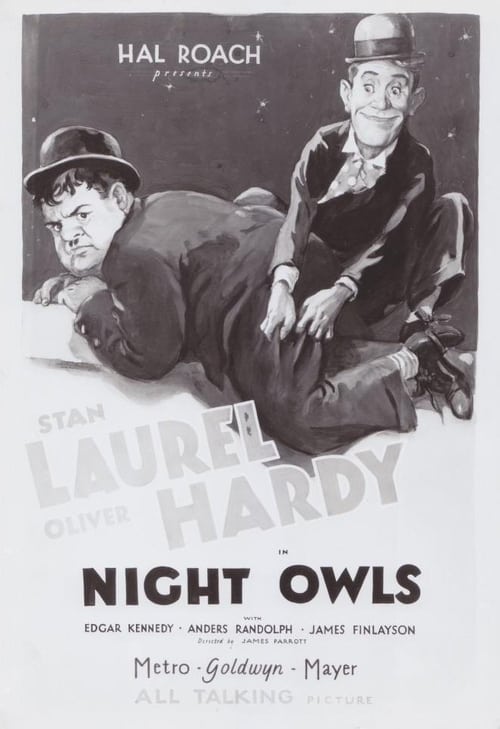 HAL ROACH
presents
STAN
LAUREL
OLIVER HARDY
IN
NIGHT OWLS
WITH
EDGAR KENNEDY · ANDERS RANDOLPH · JAMES FINLAYSON
Directed by JAMES PARROTT
Metro - Goldwyn - Mayer
ALL TALKING PICTURE